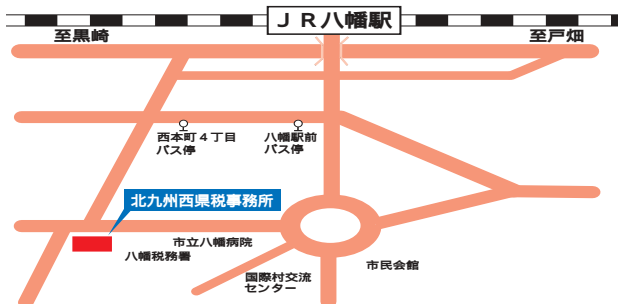 JR八幡駅
至黒崎
至戸畑
西本町4丁目
バス停
八幡駅前
バス停
北九州西県税事務所
市立八幡病院
八幡税務署
市民会館
国際村交流
センター